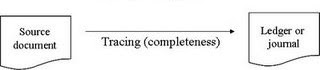 Source
document
Tracing (completeness)
Ledger or
journal